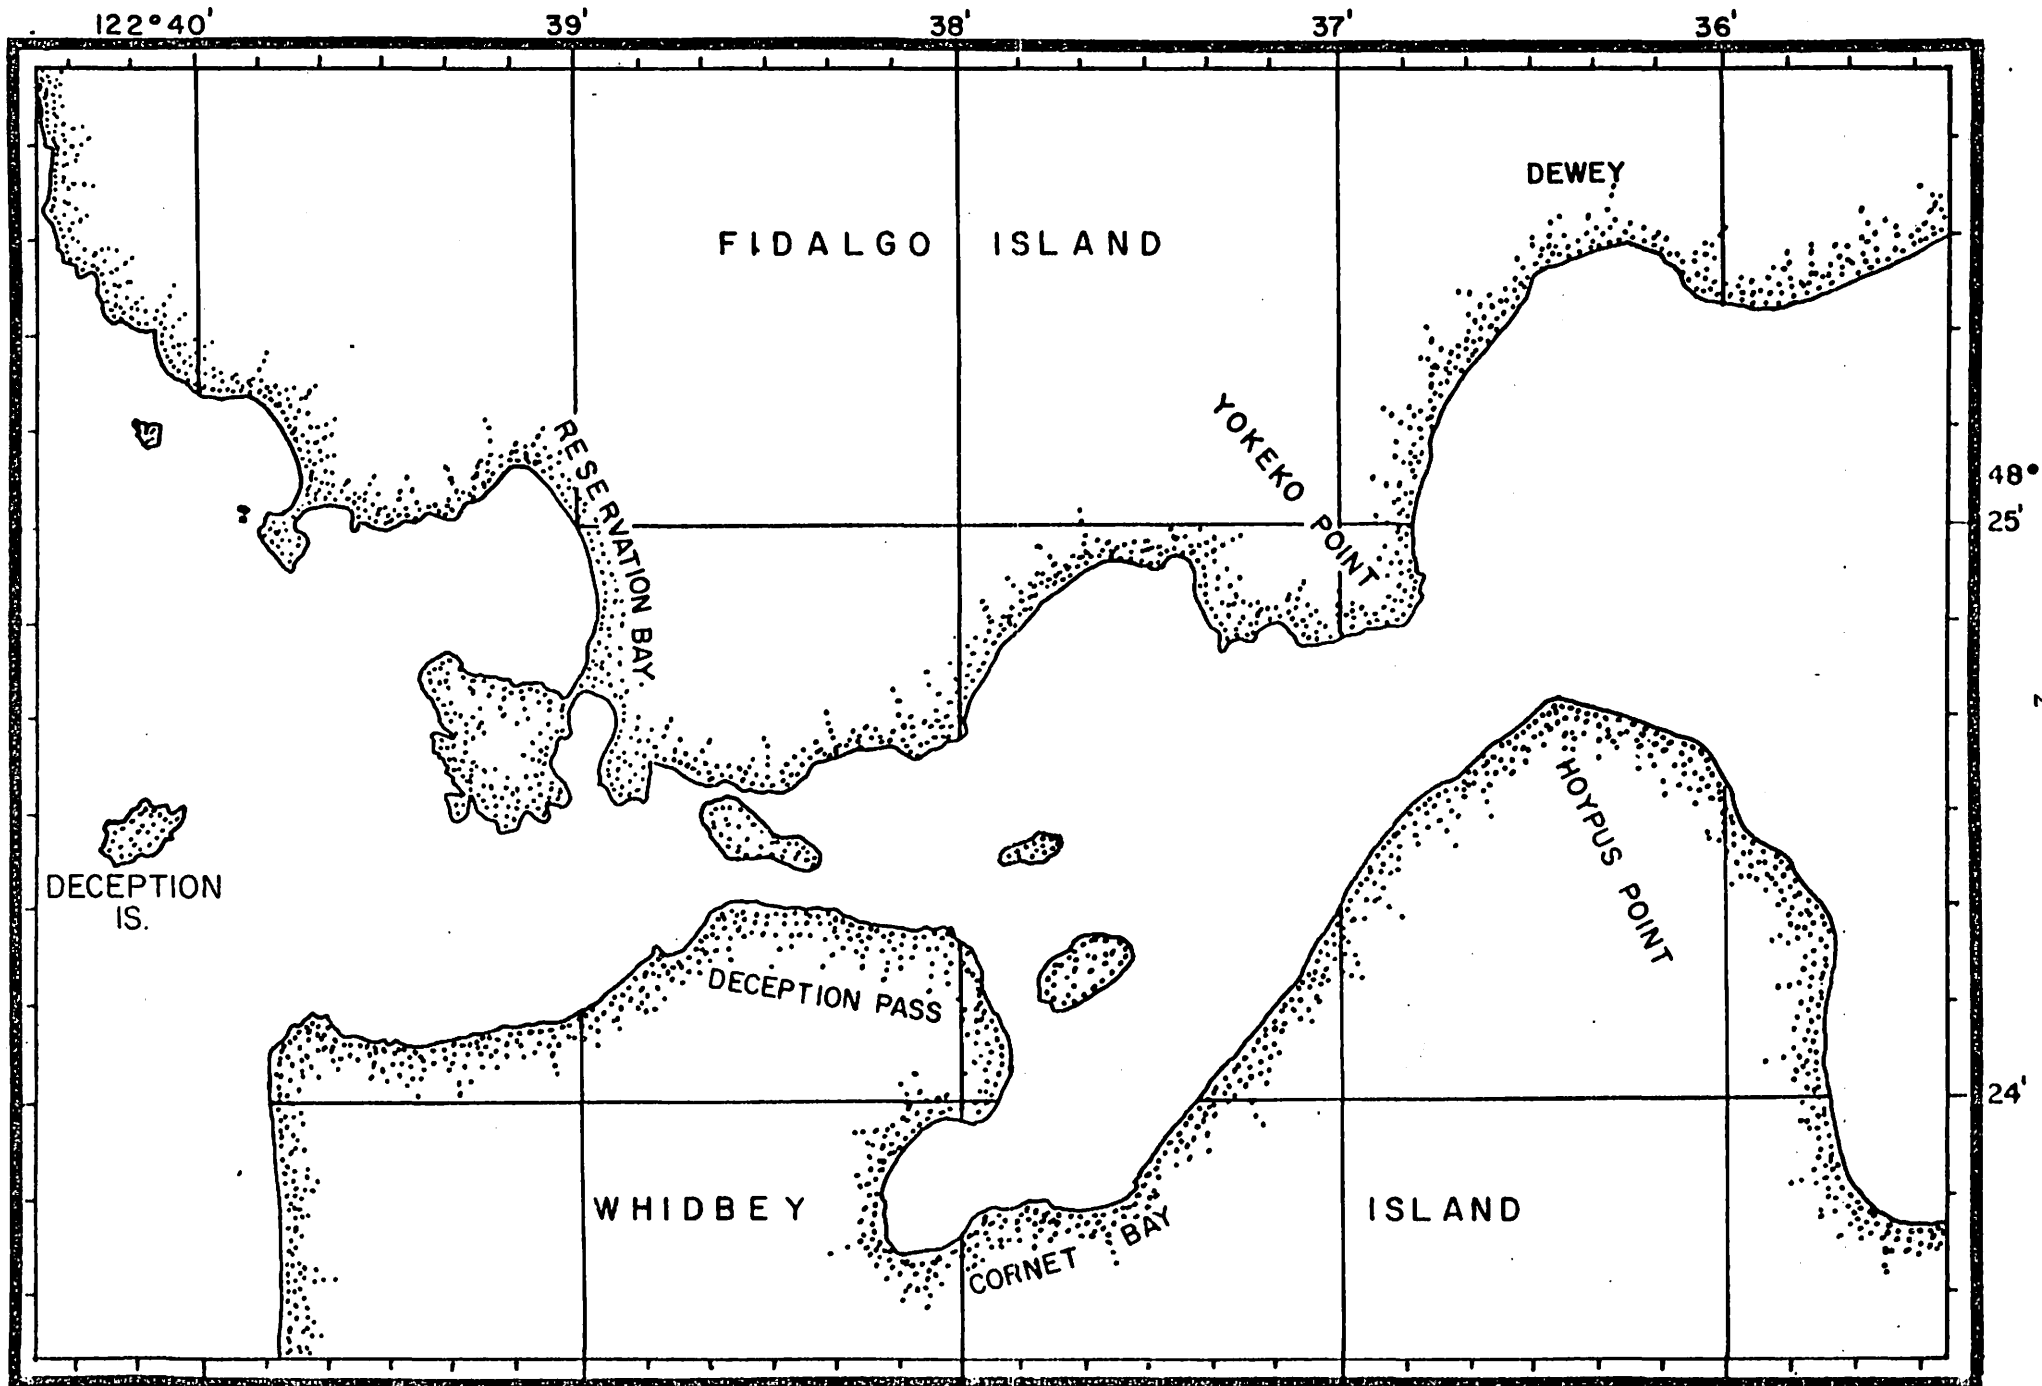 122°40' 39' 38' 37' 36'
DEWEY
FIDALGO ISLAND
YOKEKO POINT
RESERVATION BAY
48°
25'
HOYPUS POINT
DECEPTION
IS.
DECEPTION PASS
24'
WHIDBEY ISLAND
CORNET BAY